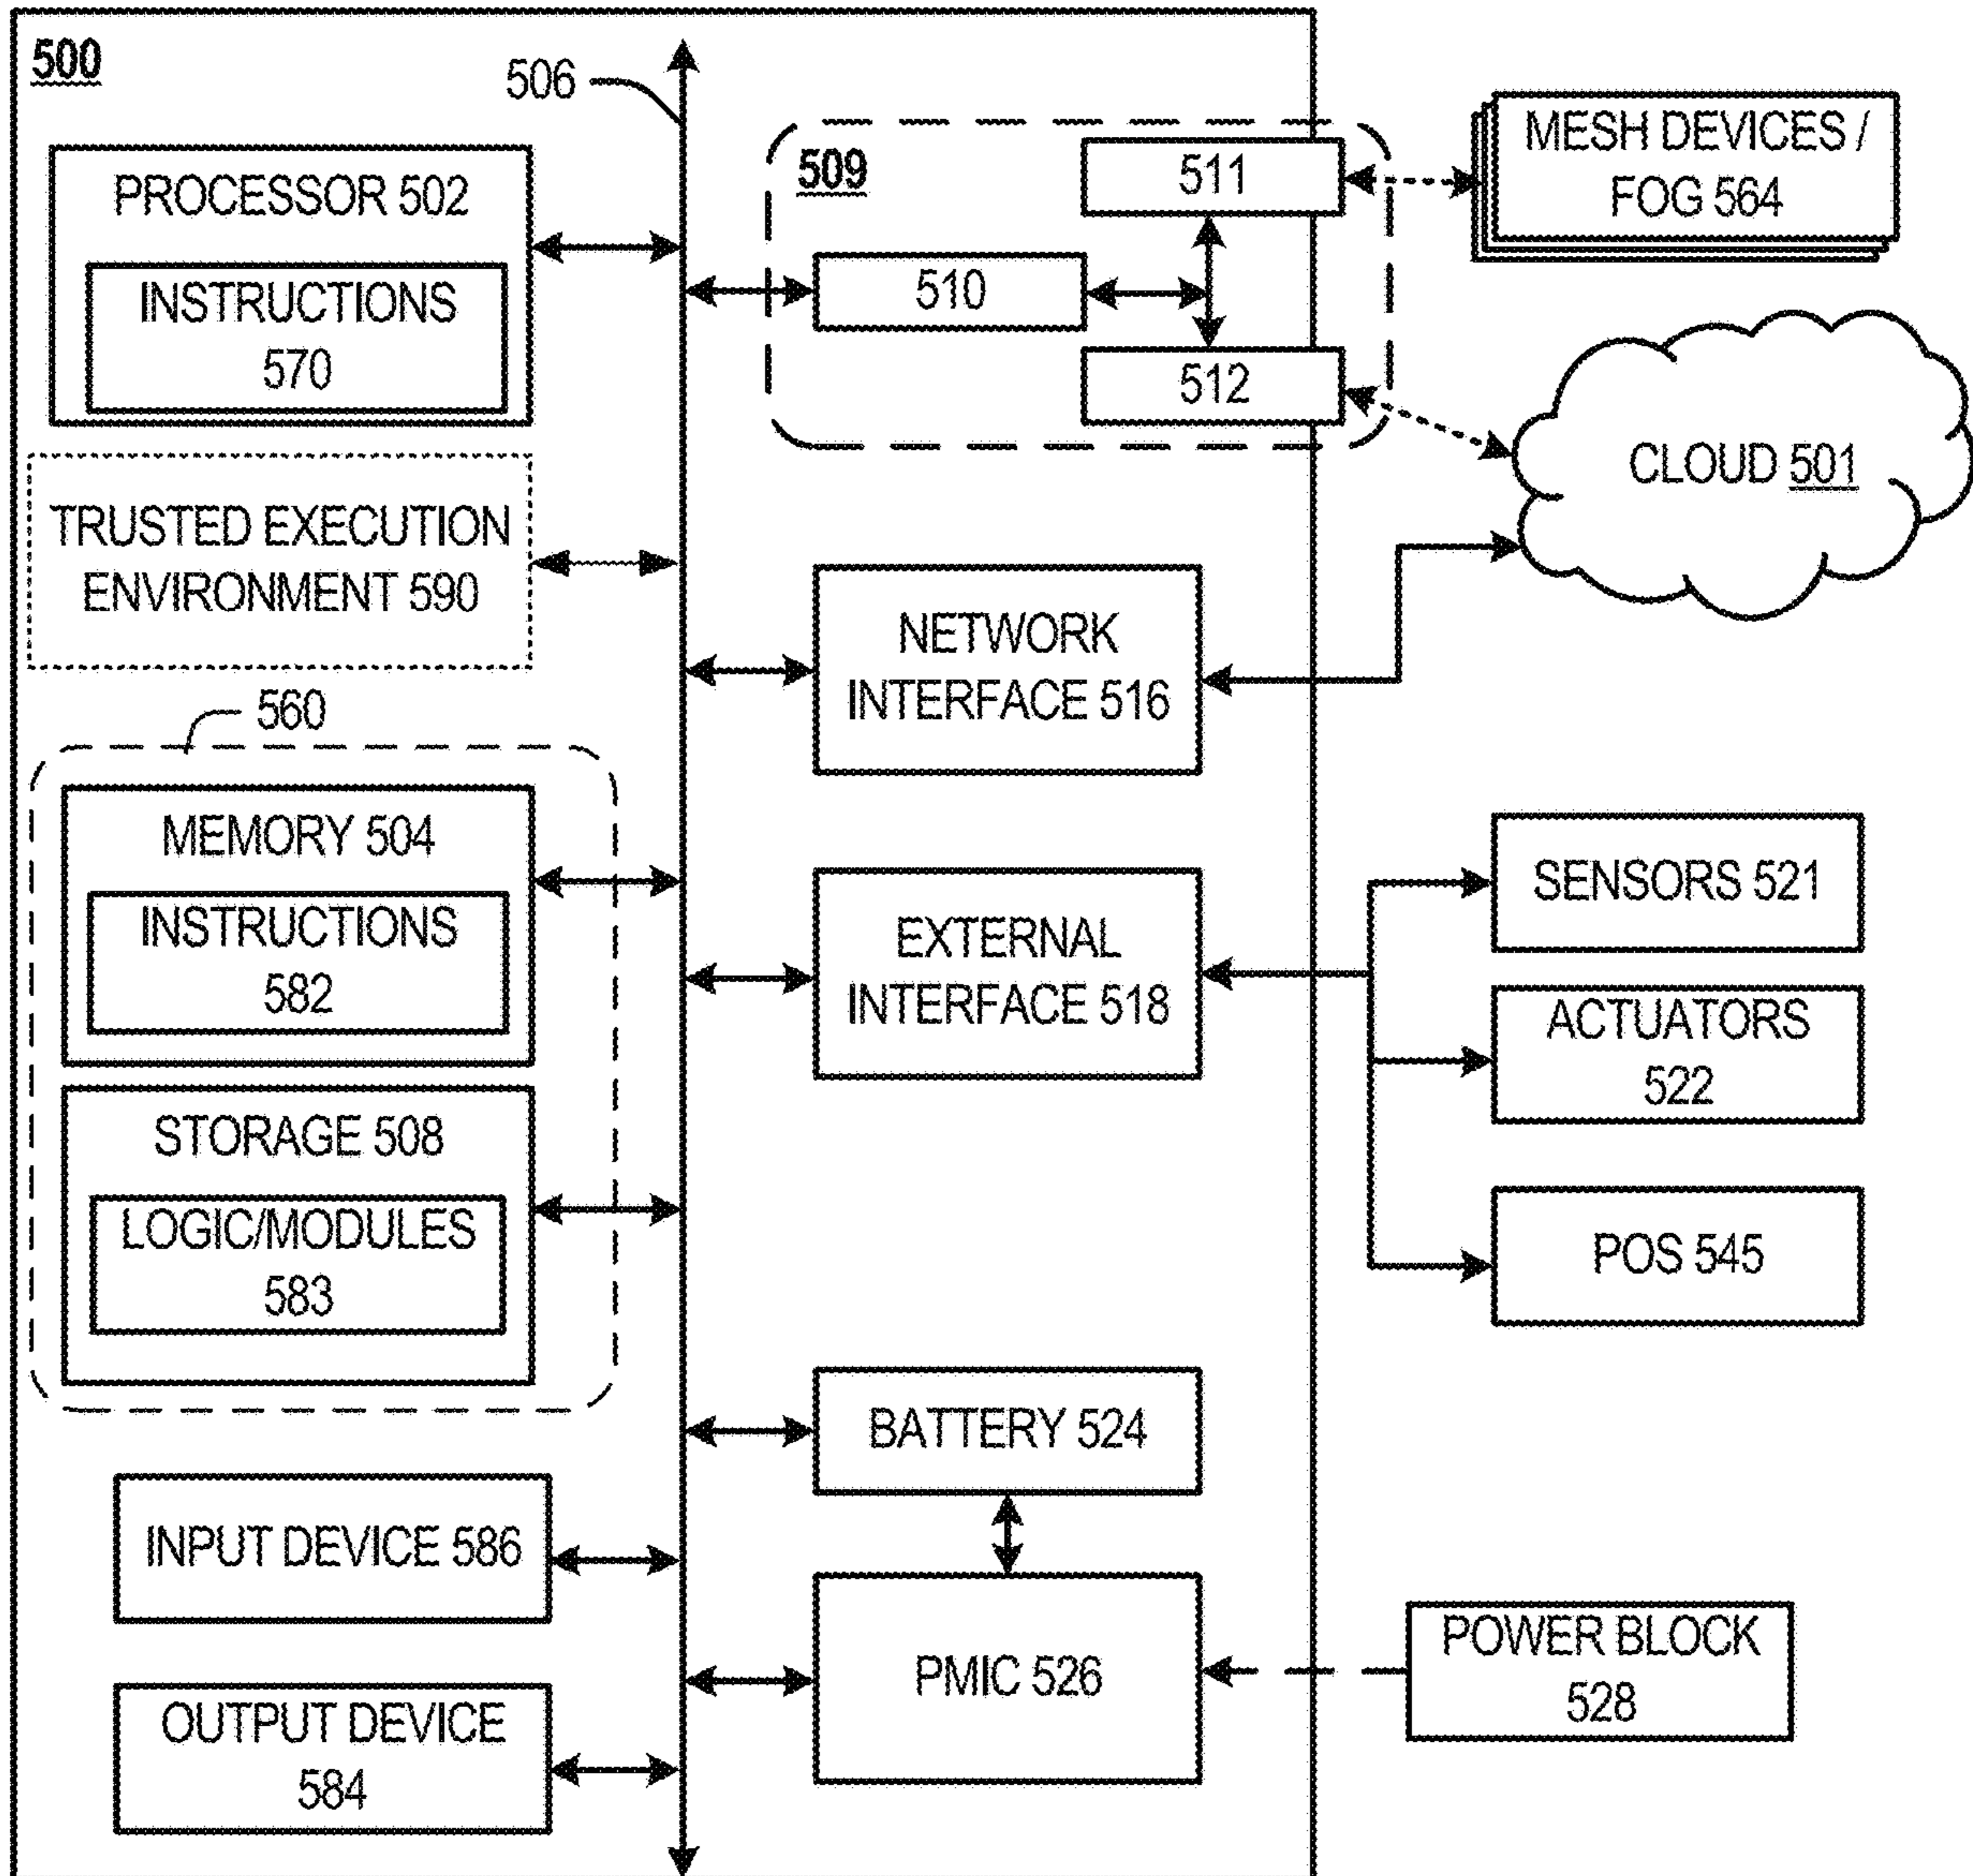 500
506
PROCESSOR 502
INSTRUCTIONS
570
509
511
510
512
MESH DEVICES /
FOG 564
CLOUD 501
TRUSTED EXECUTION
ENVIRONMENT 590
NETWORK
INTERFACE 516
560
MEMORY 504
INSTRUCTIONS
582
EXTERNAL
INTERFACE 518
SENSORS 521
ACTUATORS
522
POS 545
STORAGE 508
LOGIC/MODULES
583
BATTERY 524
INPUT DEVICE 586
PMIC 526
POWER BLOCK
528
OUTPUT DEVICE
584